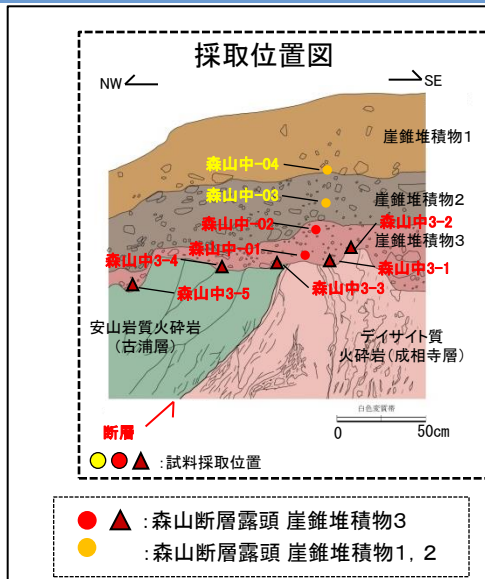 採取位置図
NW
SE
崖錐堆積物1
森山中-04
森山中-03
崖錐堆積物2
森山中-02
森山中3-2
崖錐堆積物3
森山中-01
森山中3-4
森山中3-1
森山中3-3
森山中3-5
安山岩質火砕岩
(古浦層)
デイサイト質
火砕岩(成相寺層)
白色変質帯
断層
0 50cm
:試料採取位置
:森山断層露頭 崖錐堆積物3
:森山断層露頭 崖錐堆積物1, 2